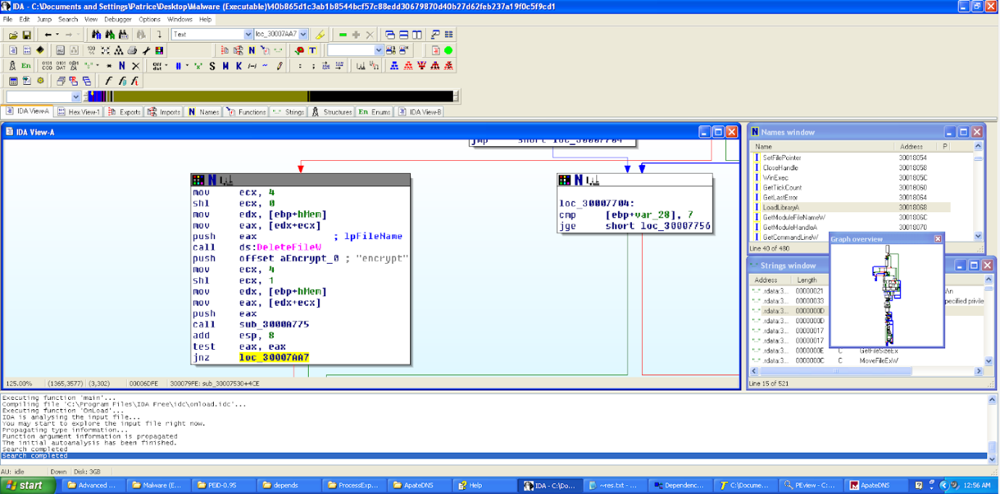 IDA - C:\Documents and Settings\Patrice\Desktop\Malware (Executable)\40b865d1c3ab1b8544bcf57c88edd30679870d40b27d62feb237a19f0c5f9cd1
File Edit Jump Search View Debugger Options Windows Help
Text loc_30007AA7
IDA View-A Hex View-1 Exports Imports Names Functions Strings Structures En Enums IDA View-B
IDA View-A
jmp short loc_30007704
mov ecx, 4
shl ecx, 0
mov edx, [ebp+hMem]
mov eax, [edx+ecx]
push eax ; lpFileName
call ds:DeleteFileW
push offset aEncrypt_0 ; "encrypt"
mov ecx, 4
shl ecx, 1
mov edx, [ebp+hMem]
mov eax, [edx+ecx]
push eax
call sub_3000A775
add esp, 8
test eax, eax
jnz loc_30007AA7
loc_30007704:
cmp [ebp+var_28], 7
jge short loc_30007756
125.00% (1365,3577) (3,302) 00006DFE 300079FE: sub_30007530+4CE
Names window
Name Address P
SetFilePointer 30018054
CloseHandle 30018058
WinExec 3001805C
GetTickCount 30018060
GetLastError 30018064
LoadLibraryA 30018068
GetModuleFileNameW 3001806C
GetModuleHandleA 30018070
GetCommandLineW
Line 40 of 480
Graph overview
Strings window
Address Length
.rdata:3... 00000021
.rdata:3... 00000033 pecified privile
.rdata:3... 0000000D
.rdata:3... 0000000D
.rdata:3... 00000017
.rdata:3... 00000017
.rdata:3... 0000000E C GetFileSizeEx
.rdata:3... 0000000C C MoveFileExW
Line 15 of 521
Executing function 'main'...
Compiling file 'C:\Program Files\IDA Free\idc\onload.idc'...
Executing function 'OnLoad'...
IDA is analysing the input file...
You may start to explore the input file right now.
Propagating type information...
Function argument information is propagated
The initial autoanalysis has been finished.
Search completed
Search completed
AU: idle Down Disk: 3GB
start Advanced ... Malware (E... PEID-0.95 depends ProcessExp... ApateDNS Help IDA - C:\Do... ~res.txt - ... Dependenc... C:\Docume... PEview - C:... ApateDNS 12:56 AM